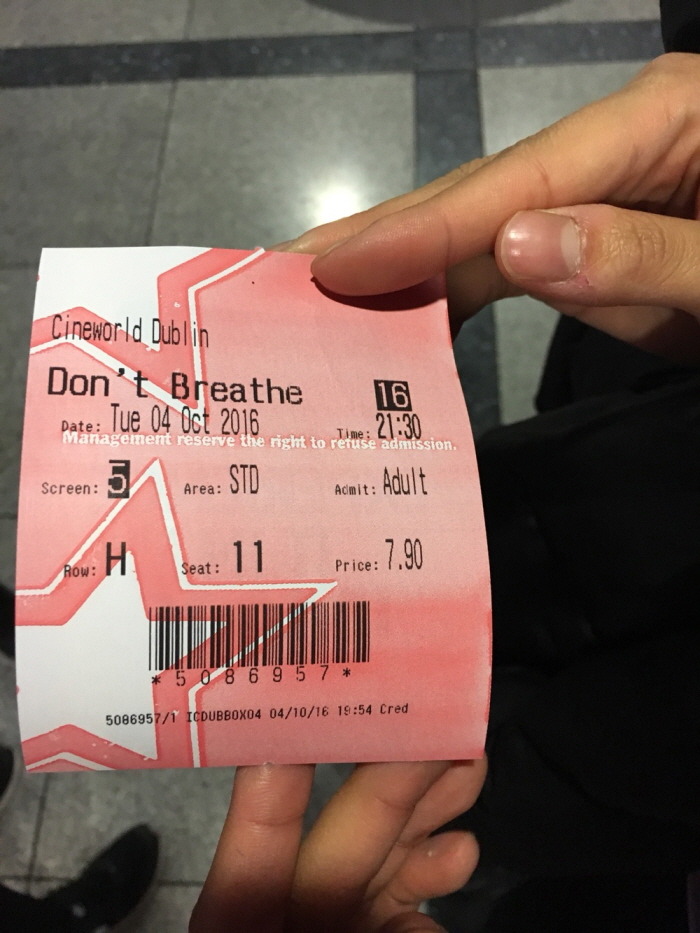 Cineworld Dublin
Don't Breathe 16
Date: Tue 04 Oct 2016 Time: 21:30
Management reserve the right to refuse admission.
Screen: 5 Area: STD Admit: Adult
Row: H Seat: 11 Price: 7.90
*5086957*
5086957/1 ICDUBBOX04 04/10/16 19:54 Cred